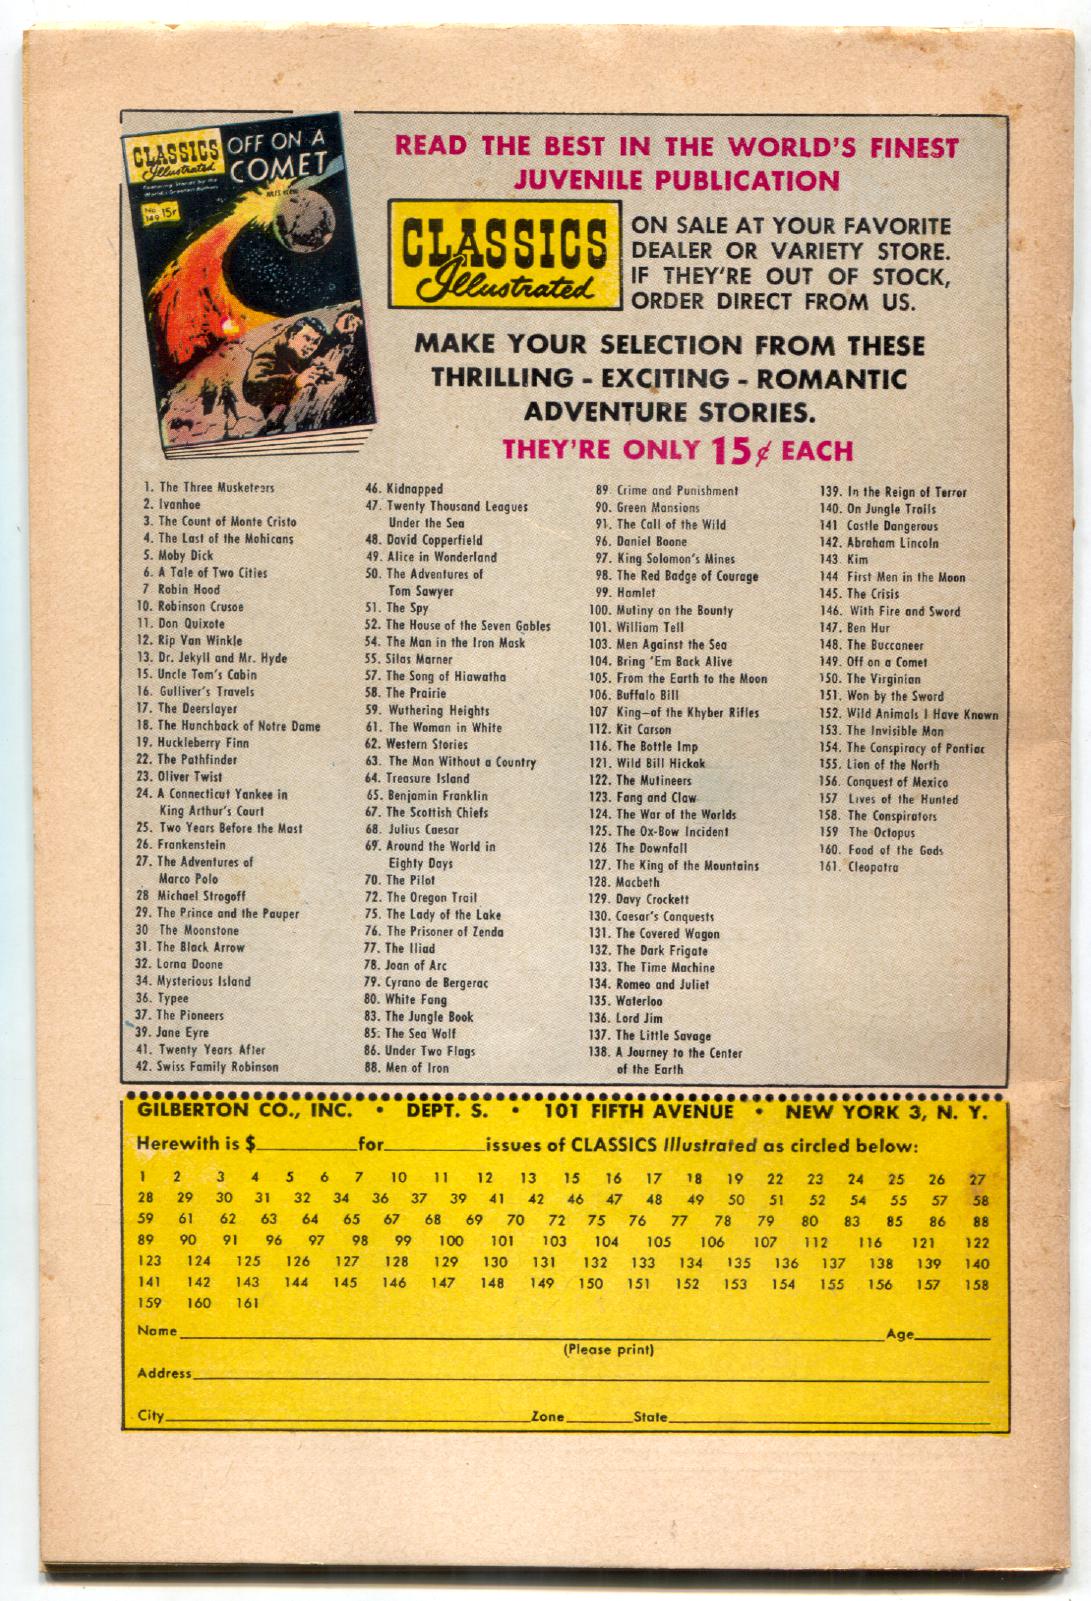 CLASSICS
Illustrated
Featuring Stories by the
World's Greatest Authors
No.
149
15¢
OFF ON A
COMET
JULES VERNE
READ THE BEST IN THE WORLD'S FINEST
JUVENILE PUBLICATION
CLASSICS
Illustrated
ON SALE AT YOUR FAVORITE
DEALER OR VARIETY STORE.
IF THEY'RE OUT OF STOCK,
ORDER DIRECT FROM US.
MAKE YOUR SELECTION FROM THESE
THRILLING - EXCITING - ROMANTIC
ADVENTURE STORIES.
THEY'RE ONLY 15¢ EACH
1. The Three Musketeers
2. Ivanhoe
3. The Count of Monte Cristo
4. The Last of the Mohicans
5. Moby Dick
6. A Tale of Two Cities
7 Robin Hood
10. Robinson Crusoe
11. Don Quixote
12. Rip Van Winkle
13. Dr. Jekyll and Mr. Hyde
15. Uncle Tom's Cabin
16. Gulliver's Travels
17. The Deerslayer
18. The Hunchback of Notre Dame
19. Huckleberry Finn
22. The Pathfinder
23. Oliver Twist
24. A Connecticut Yankee in
King Arthur's Court
25. Two Years Before the Mast
26. Frankenstein
27. The Adventures of
Marco Polo
28 Michael Strogoff
29. The Prince and the Pauper
30 The Moonstone
31. The Black Arrow
32. Lorna Doone
34. Mysterious Island
36. Typee
37. The Pioneers
39. Jane Eyre
41. Twenty Years After
42. Swiss Family Robinson
46. Kidnapped
47. Twenty Thousand Leagues
Under the Sea
48. David Copperfield
49. Alice in Wonderland
50. The Adventures of
Tom Sawyer
51. The Spy
52. The House of the Seven Gables
54. The Man in the Iron Mask
55. Silas Marner
57. The Song of Hiawatha
58. The Prairie
59. Wuthering Heights
61. The Woman in White
62. Western Stories
63. The Man Without a Country
64. Treasure Island
65. Benjamin Franklin
67. The Scottish Chiefs
68. Julius Caesar
69. Around the World in
Eighty Days
70. The Pilot
72. The Oregon Trail
75. The Lady of the Lake
76. The Prisoner of Zenda
77. The Iliad
78. Joan of Arc
79. Cyrano de Bergerac
80. White Fang
83. The Jungle Book
85. The Sea Wolf
86. Under Two Flags
88. Men of Iron
89. Crime and Punishment
90. Green Mansions
91. The Call of the Wild
96. Daniel Boone
97. King Solomon's Mines
98. The Red Badge of Courage
99. Hamlet
100. Mutiny on the Bounty
101. William Tell
103. Men Against the Sea
104. Bring 'Em Back Alive
105. From the Earth to the Moon
106. Buffalo Bill
107 King—of the Khyber Rifles
112. Kit Carson
116. The Bottle Imp
121. Wild Bill Hickok
122. The Mutineers
123. Fang and Claw
124. The War of the Worlds
125. The Ox-Bow Incident
126 The Downfall
127. The King of the Mountains
128. Macbeth
129. Davy Crockett
130. Caesar's Conquests
131. The Covered Wagon
132. The Dark Frigate
133. The Time Machine
134. Romeo and Juliet
135. Waterloo
136. Lord Jim
137. The Little Savage
138. A Journey to the Center
of the Earth
139. In the Reign of Terror
140. On Jungle Trails
141 Castle Dangerous
142. Abraham Lincoln
143. Kim
144 First Men in the Moon
145. The Crisis
146. With Fire and Sword
147. Ben Hur
148. The Buccaneer
149. Off on a Comet
150. The Virginian
151. Won by the Sword
152. Wild Animals I Have Known
153. The Invisible Man
154. The Conspiracy of Pontiac
155. Lion of the North
156. Conquest of Mexico
157 Lives of the Hunted
158. The Conspirators
159 The Octopus
160. Food of the Gods
161. Cleopatra
GILBERTON CO., INC. • DEPT. S. • 101 FIFTH AVENUE • NEW YORK 3, N. Y.
Herewith is $ for issues of CLASSICS Illustrated as circled below:
1 2 3 4 5 6 7 10 11 12 13 15 16 17 18 19 22 23 24 25 26 27
28 29 30 31 32 34 36 37 39 41 42 46 47 48 49 50 51 52 54 55 57 58
59 61 62 63 64 65 67 68 69 70 72 75 76 77 78 79 80 83 85 86 88
89 90 91 96 97 98 99 100 101 103 104 105 106 107 112 116 121 122
123 124 125 126 127 128 129 130 131 132 133 134 135 136 137 138 139 140
141 142 143 144 145 146 147 148 149 150 151 152 153 154 155 156 157 158
159 160 161
Name Age
(Please print)
Address
City Zone State